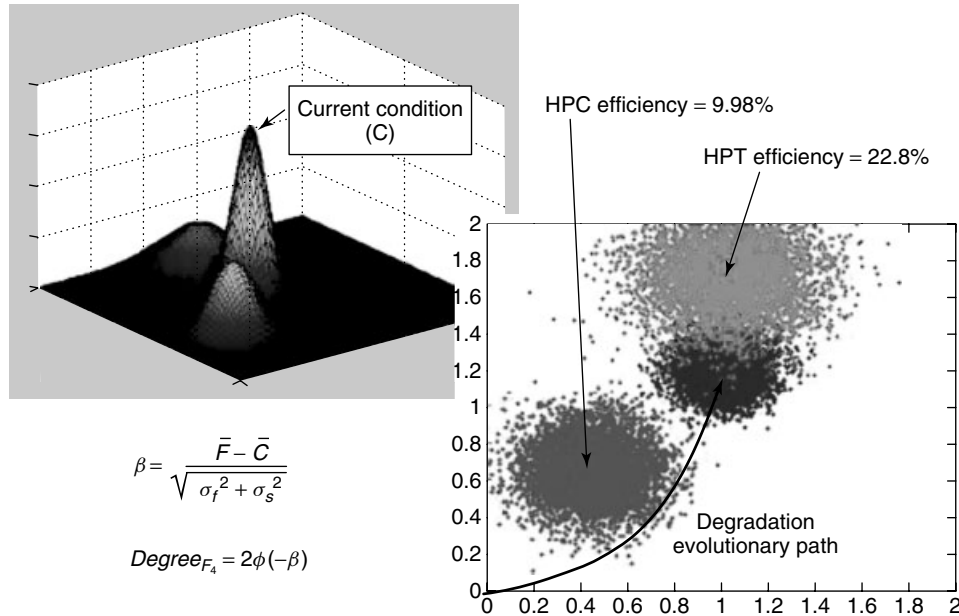 Current condition
(C)
HPC efficiency = 9.98%
HPT efficiency = 22.8%
2
1.8
1.6
1.4
1.2
1
0.8
0.6
0.4
0.2
0
0 0.2 0.4 0.6 0.8 1 1.2 1.4 1.6 1.8 2
Degradation
evolutionary path
β = (F̄ − C̄) / √(σf² + σs²)
DegreeF₄ = 2ϕ(−β)